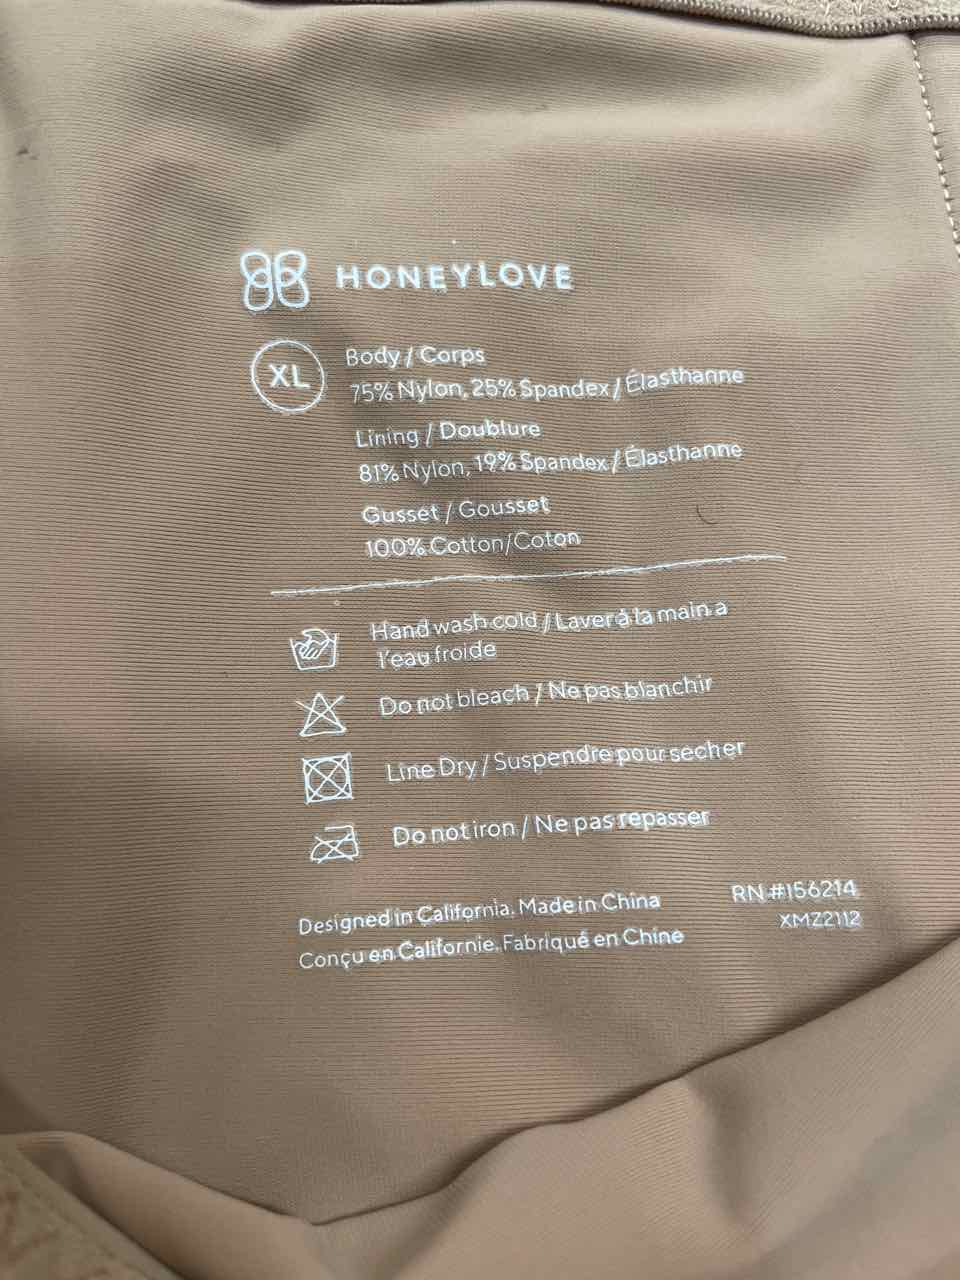 HONEYLOVE
XL
Body / Corps
75% Nylon, 25% Spandex / Élasthanne
Lining / Doublure
81% Nylon, 19% Spandex / Élasthanne
Gusset / Gousset
100% Cotton/Coton
Hand wash cold / Laver à la main a
l'eau froide
Do not bleach / Ne pas blanchir
Line Dry / Suspendre pour sécher
Do not iron / Ne pas repasser
Designed in California. Made in China
Conçu en Californie. Fabriqué en Chine
RN #156214
XMZ2112